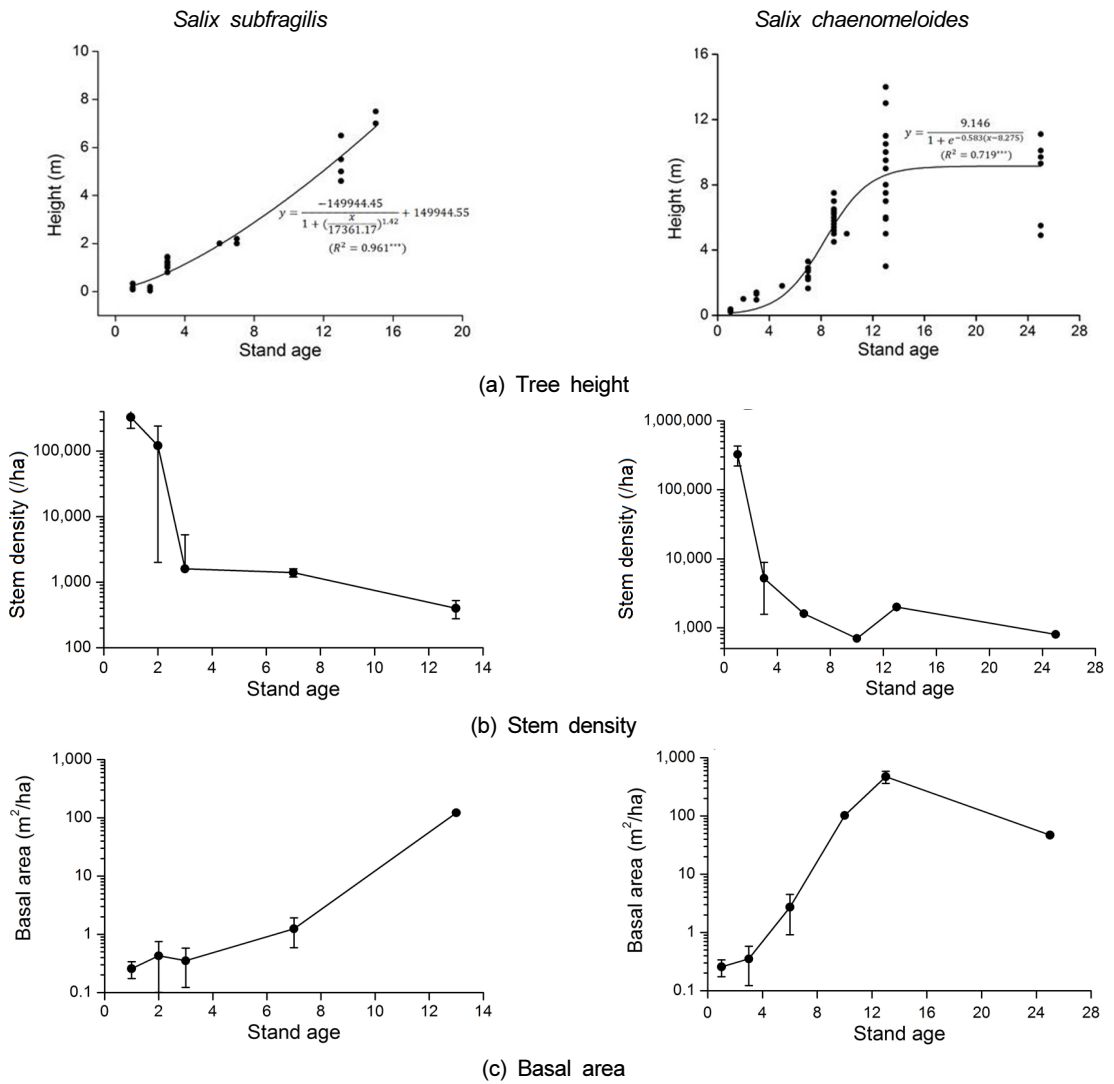 Salix subfragilis
Salix chaenomeloides
10
8
6
4
2
0
Height (m)
y = -149944.45 / 1 + (x / 17361.17)^1.42 + 149944.55
(R² = 0.961***)
0 4 8 12 16 20
Stand age
16
12
8
4
0
Height (m)
y = 9.146 / 1 + e^-0.583(x-8.275)
(R² = 0.719***)
0 4 8 12 16 20 24 28
Stand age
(a) Tree height
100,000
10,000
1,000
100
Stem density (/ha)
0 2 4 6 8 10 12 14
Stand age
1,000,000
100,000
10,000
1,000
Stem density (/ha)
0 4 8 12 16 20 24 28
Stand age
(b) Stem density
1,000
100
10
1
0.1
Basal area (m²/ha)
0 2 4 6 8 10 12 14
Stand age
1,000
100
10
1
0.1
Basal area (m²/ha)
0 4 8 12 16 20 24 28
Stand age
(c) Basal area